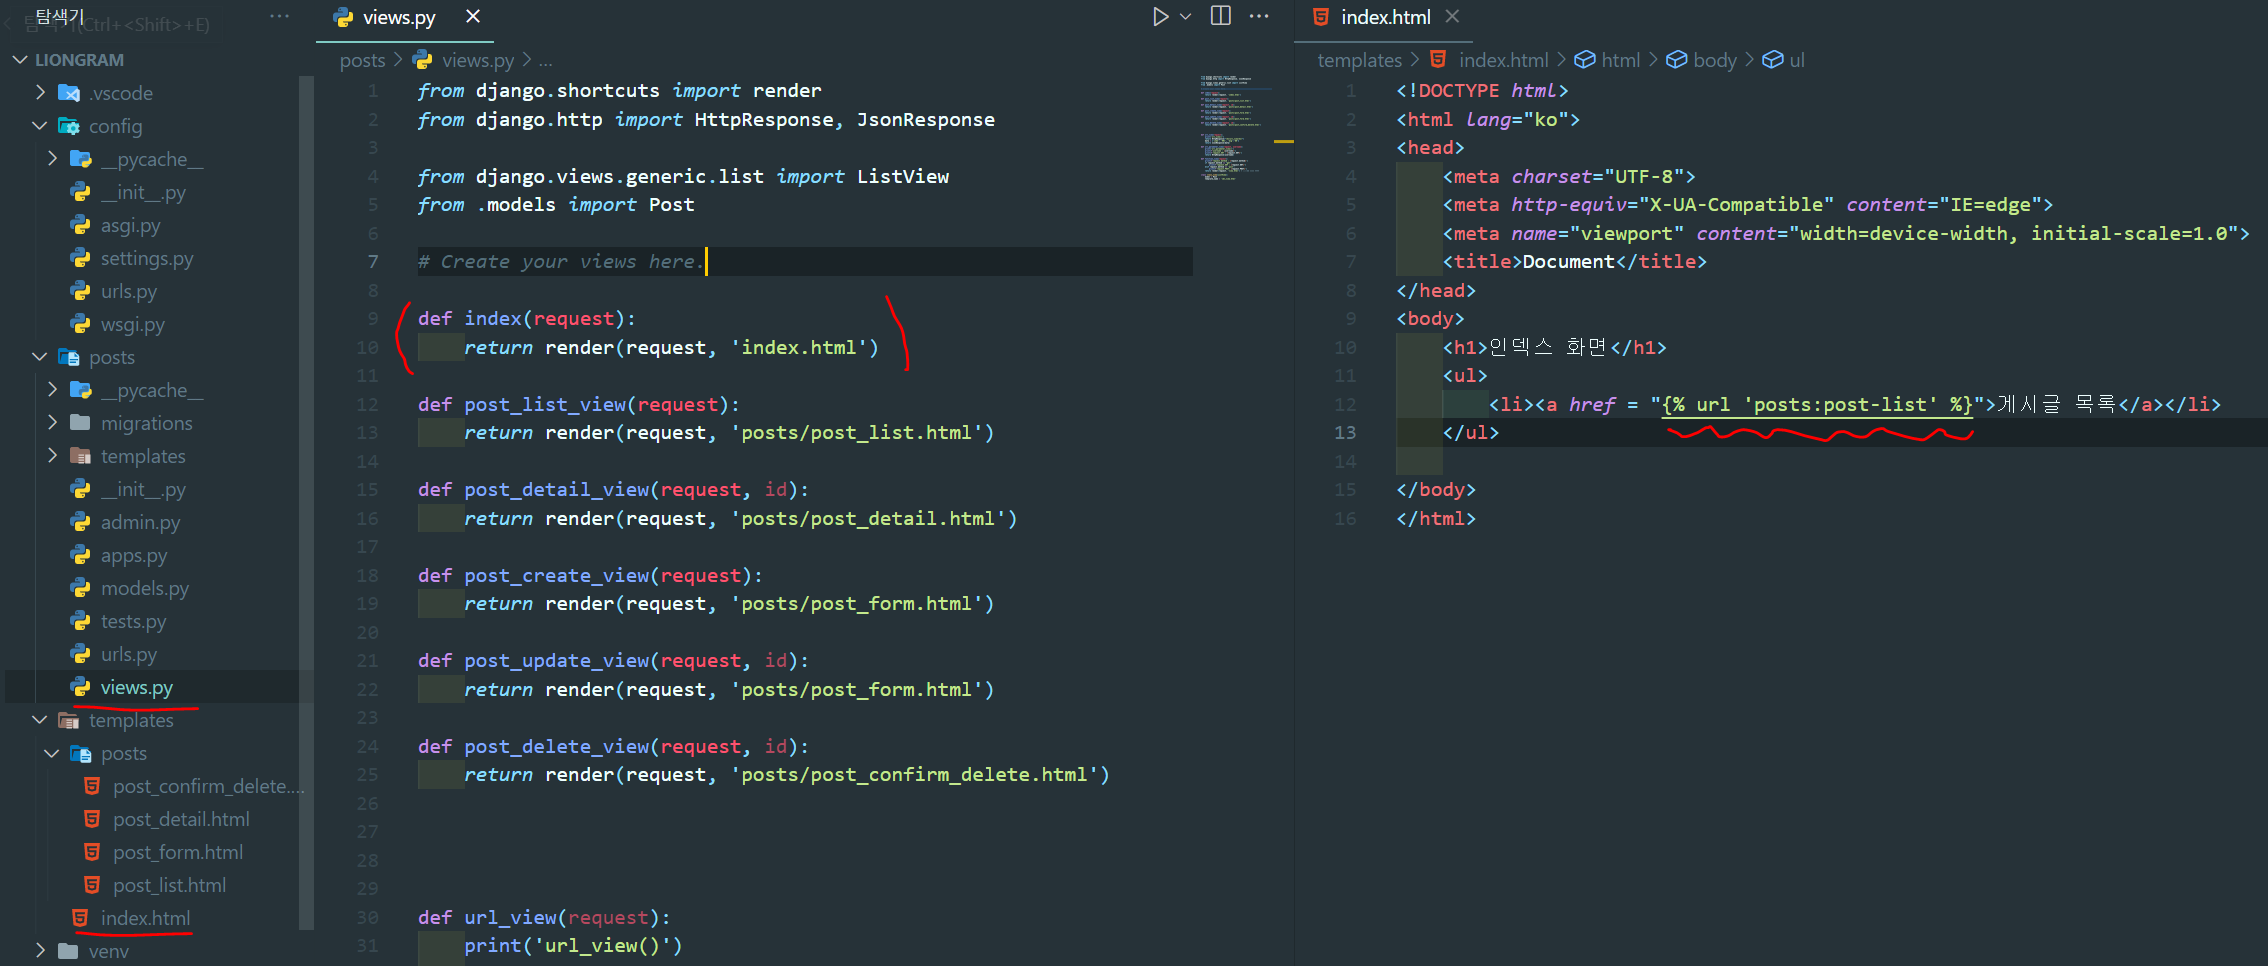 탐색기
탐색기(Ctrl+<Shift>+E)
LIONGRAM
.vscode
config
__pycache__
__init__.py
asgi.py
settings.py
urls.py
wsgi.py
posts
__pycache__
migrations
templates
__init__.py
admin.py
apps.py
models.py
tests.py
urls.py
views.py
templates
posts
post_confirm_delete....
post_detail.html
post_form.html
post_list.html
index.html
venv
views.py
posts > views.py > ...
1 from django.shortcuts import render
2 from django.http import HttpResponse, JsonResponse
3
4 from django.views.generic.list import ListView
5 from .models import Post
6
7 # Create your views here.
8
9 def index(request):
10     return render(request, 'index.html')
11
12 def post_list_view(request):
13     return render(request, 'posts/post_list.html')
14
15 def post_detail_view(request, id):
16     return render(request, 'posts/post_detail.html')
17
18 def post_create_view(request):
19     return render(request, 'posts/post_form.html')
20
21 def post_update_view(request, id):
22     return render(request, 'posts/post_form.html')
23
24 def post_delete_view(request, id):
25     return render(request, 'posts/post_confirm_delete.html')
26
27
28
29
30 def url_view(request):
31     print('url_view()')
index.html
templates > index.html > html > body > ul
1 <!DOCTYPE html>
2 <html lang="ko">
3 <head>
4     <meta charset="UTF-8">
5     <meta http-equiv="X-UA-Compatible" content="IE=edge">
6     <meta name="viewport" content="width=device-width, initial-scale=1.0">
7     <title>Document</title>
8 </head>
9 <body>
10     <h1>인덱스 화면</h1>
11     <ul>
12         <li><a href = "{% url 'posts:post-list' %}">게시글 목록</a></li>
13     </ul>
14
15 </body>
16 </html>